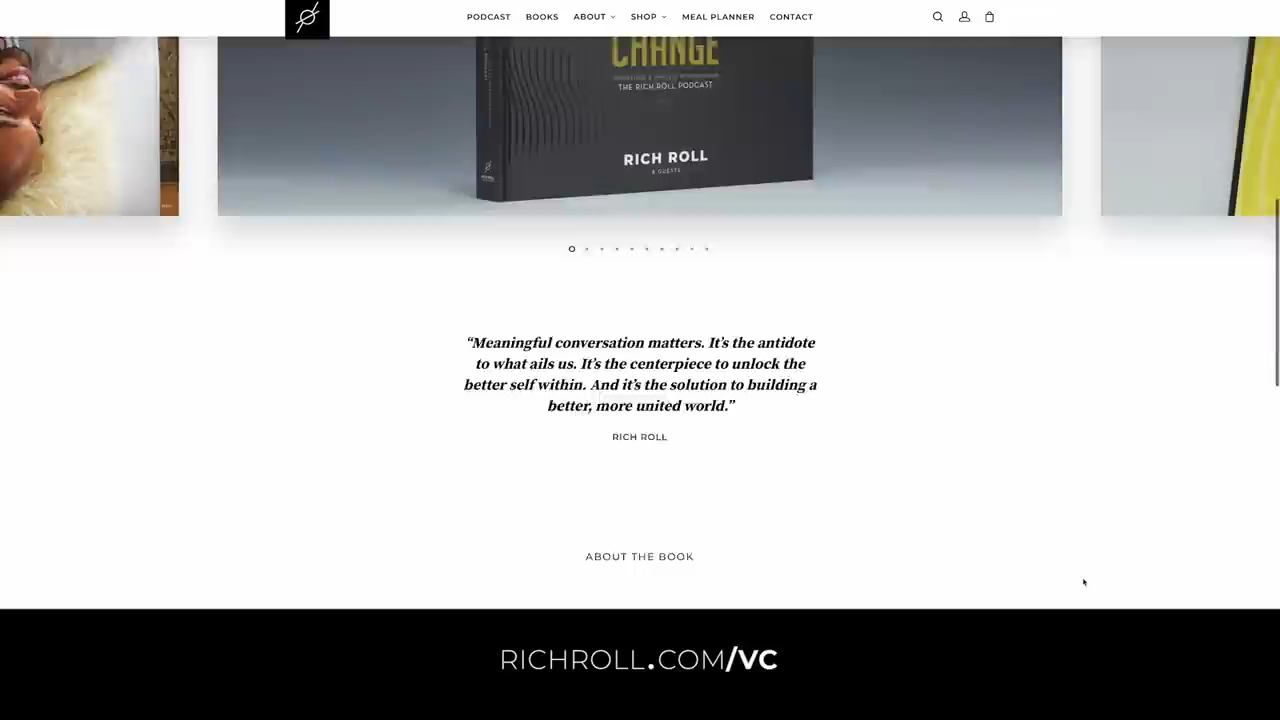 PODCAST BOOKS ABOUT SHOP MEAL PLANNER CONTACT
CHANGE
THE RICH ROLL PODCAST
RICH ROLL
& GUESTS
“Meaningful conversation matters. It’s the antidote
to what ails us. It’s the centerpiece to unlock the
better self within. And it’s the solution to building a
better, more united world.”
RICH ROLL
ABOUT THE BOOK
RICHROLL.COM/VC